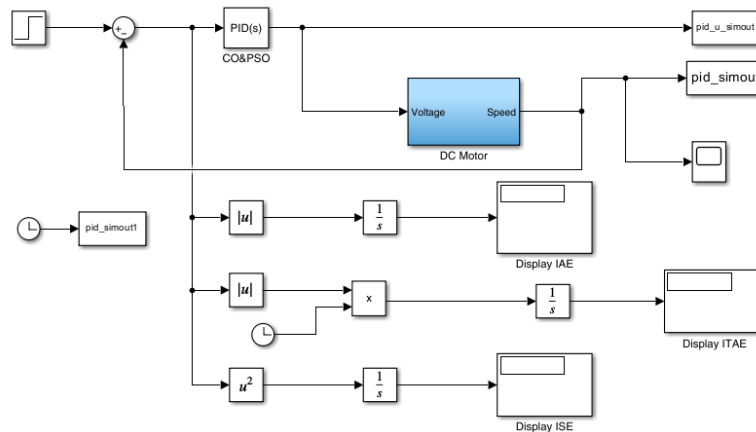 +_
PID(s)
CO&PSO
pid_u_simout
pid_simout
Voltage
Speed
DC Motor
pid_simout1
|u|
1
s
Display IAE
|u|
x
1
s
Display ITAE
u²
1
s
Display ISE